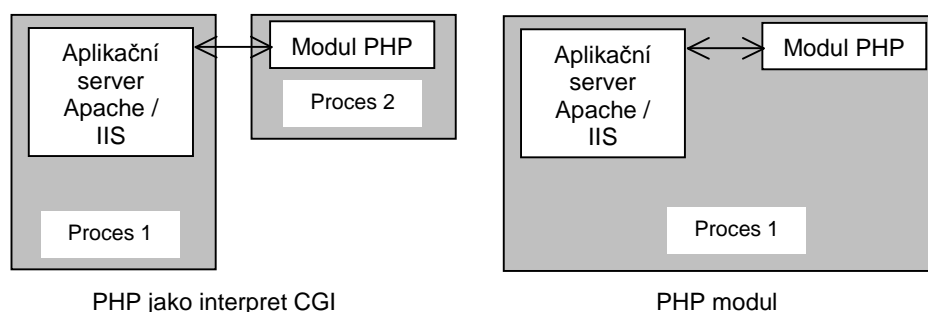 Aplikační
server
Apache /
IIS
Modul PHP
Proces 2
Proces 1
PHP jako interpret CGI
Aplikační
server
Apache /
IIS
Modul PHP
Proces 1
PHP modul